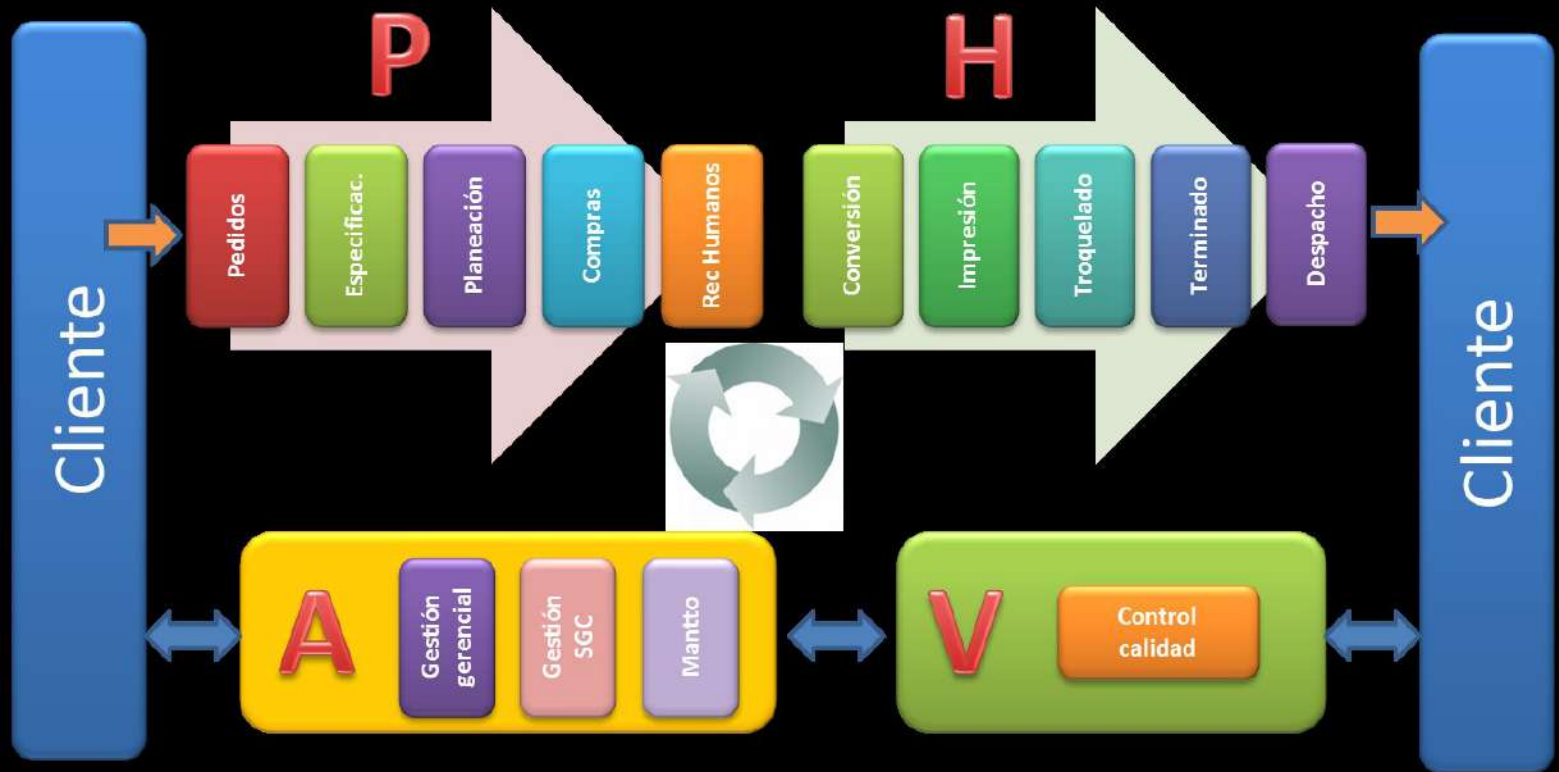 Cliente
P
Pedidos
Especificac.
Planeación
Compras
Rec Humanos
H
Conversión
Impresión
Troquelado
Terminado
Despacho
Cliente
A
Gestión
gerencial
Gestión
SGC
Mantto
V
Control
calidad